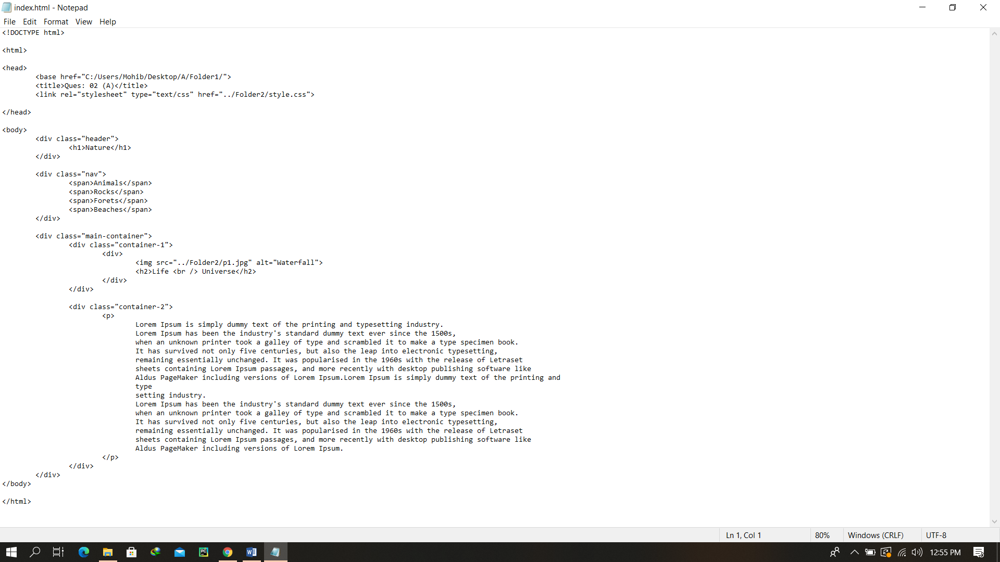 index.html - Notepad
File Edit Format View Help
<!DOCTYPE html>
<html>
<head>
<base href="C:/Users/Mohib/Desktop/A/Folder1/">
<title>Ques: 02 (A)</title>
<link rel="stylesheet" type="text/css" href="../Folder2/style.css">
</head>
<body>
<div class="header">
<h1>Nature</h1>
</div>
<div class="nav">
<span>Animals</span>
<span>Rocks</span>
<span>Forets</span>
<span>Beaches</span>
</div>
<div class="main-container">
<div class="container-1">
<div>
<img src="../Folder2/p1.jpg" alt="Waterfall">
<h2>Life <br /> Universe</h2>
</div>
</div>
<div class="container-2">
<p>
Lorem Ipsum is simply dummy text of the printing and typesetting industry.
Lorem Ipsum has been the industry's standard dummy text ever since the 1500s,
when an unknown printer took a galley of type and scrambled it to make a type specimen book.
It has survived not only five centuries, but also the leap into electronic typesetting,
remaining essentially unchanged. It was popularised in the 1960s with the release of Letraset
sheets containing Lorem Ipsum passages, and more recently with desktop publishing software like
Aldus PageMaker including versions of Lorem Ipsum.Lorem Ipsum is simply dummy text of the printing and
type
setting industry.
Lorem Ipsum has been the industry's standard dummy text ever since the 1500s,
when an unknown printer took a galley of type and scrambled it to make a type specimen book.
It has survived not only five centuries, but also the leap into electronic typesetting,
remaining essentially unchanged. It was popularised in the 1960s with the release of Letraset
sheets containing Lorem Ipsum passages, and more recently with desktop publishing software like
Aldus PageMaker including versions of Lorem Ipsum.
</p>
</div>
</div>
</body>
</html>
Ln 1, Col 1 80% Windows (CRLF) UTF-8
PC W 12:55 PM